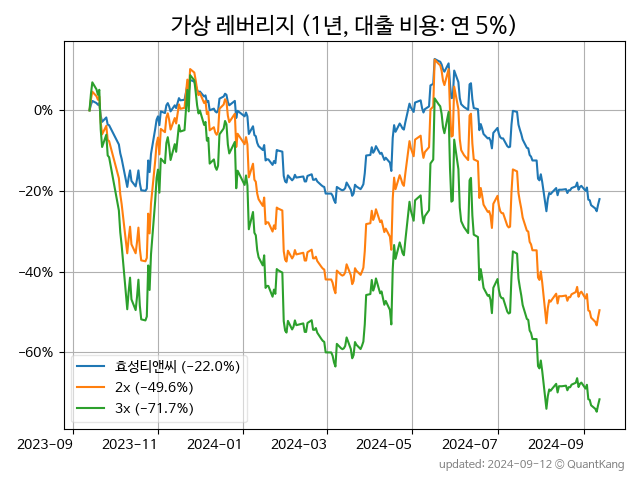 가상 레버리지 (1년, 대출 비용: 연 5%)
0%
−20%
−40%
−60%
효성티앤씨 (−22.0%)
2x (−49.6%)
3x (−71.7%)
2023−09 2023−11 2024−01 2024−03 2024−05 2024−07 2024−09
updated: 2024−09−12 © QuantKang